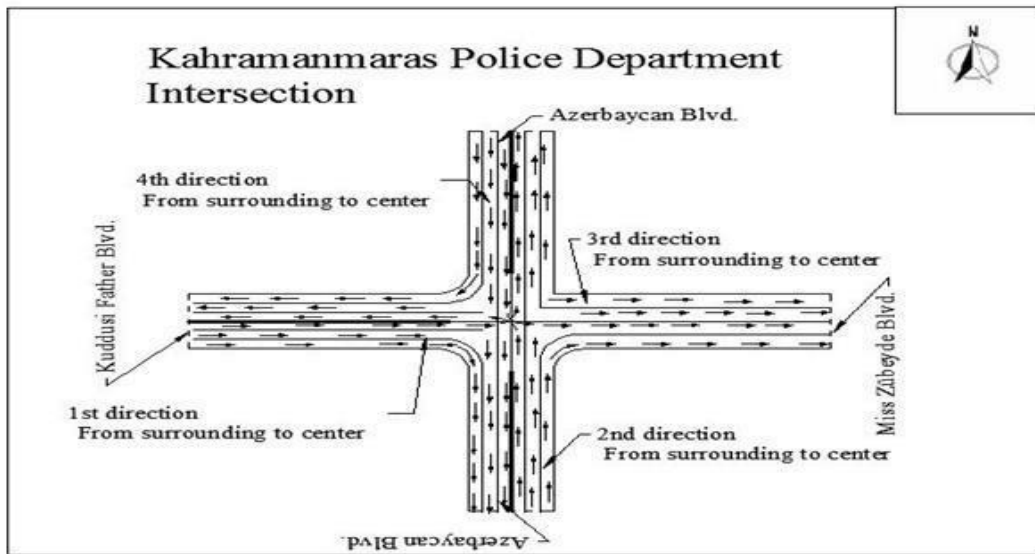 Kahramanmaras Police Department
Intersection
N
Azerbaycan Blvd.
4th direction
From surrounding to center
Kuddusi Father Blvd.
3rd direction
From surrounding to center
Miss Zübeyde Blvd.
1st direction
From surrounding to center
2nd direction
From surrounding to center
Azerbaycan Blvd.